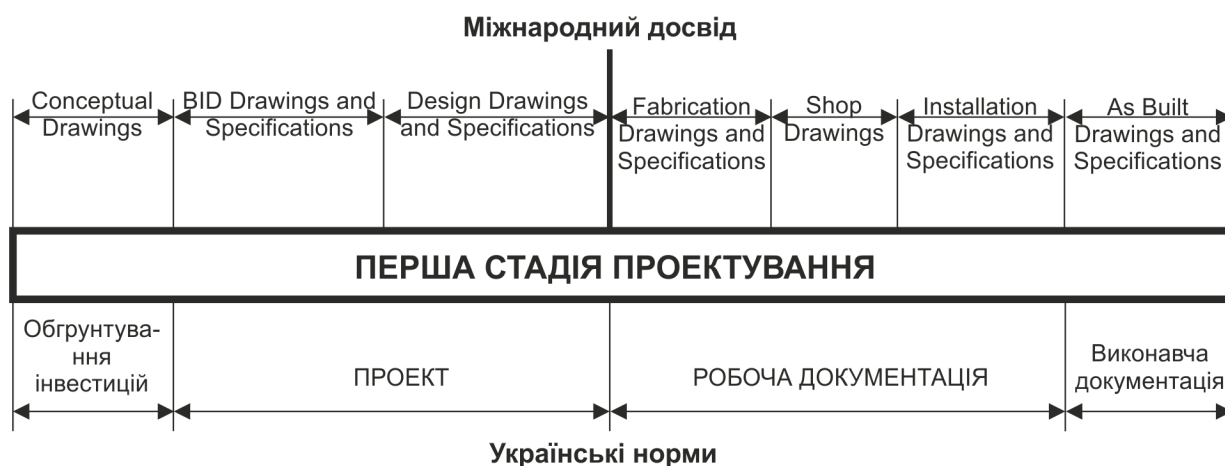 Міжнародний досвід
Conceptual
Drawings
BID Drawings and
Specifications
Design Drawings
and Specifications
Fabrication
Drawings and
Specifications
Shop
Drawings
Installation
Drawings and
Specifications
As Built
Drawings and
Specifications
ПЕРША СТАДІЯ ПРОЕКТУВАННЯ
Обгрунтува-
ння
інвестицій
ПРОЕКТ
РОБОЧА ДОКУМЕНТАЦІЯ
Виконавча
документація
Українські норми